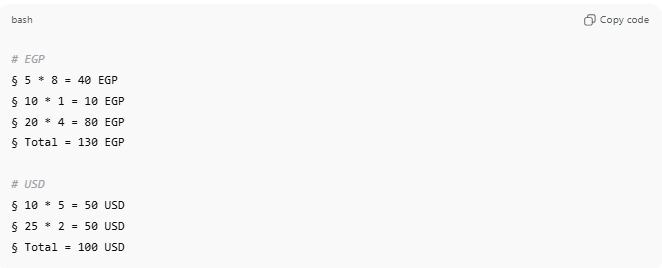 bash
Copy code
# EGP
§ 5 * 8 = 40 EGP
§ 10 * 1 = 10 EGP
§ 20 * 4 = 80 EGP
§ Total = 130 EGP
# USD
§ 10 * 5 = 50 USD
§ 25 * 2 = 50 USD
§ Total = 100 USD